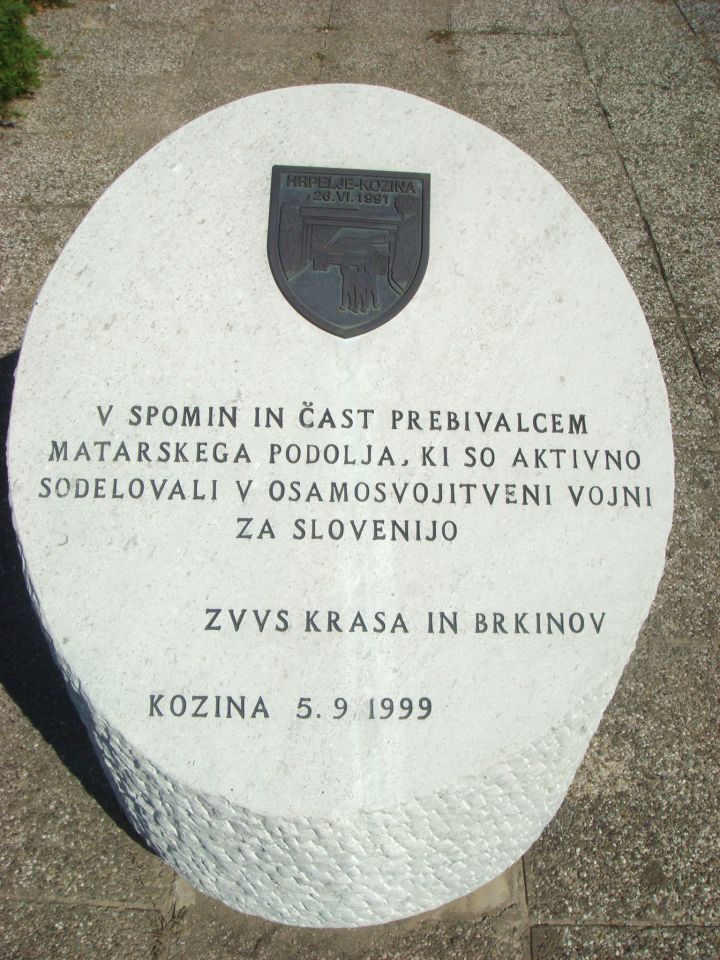 HRPELJE-KOZINA
26.VI.1991
V SPOMIN IN ČAST PREBIVALCEM
MATARSKEGA PODOLJA, KI SO AKTIVNO
SODELOVALI V OSAMOSVOJITVENI VOJNI
ZA SLOVENIJO
ZVVS KRASA IN BRKINOV
KOZINA 5.9 1999